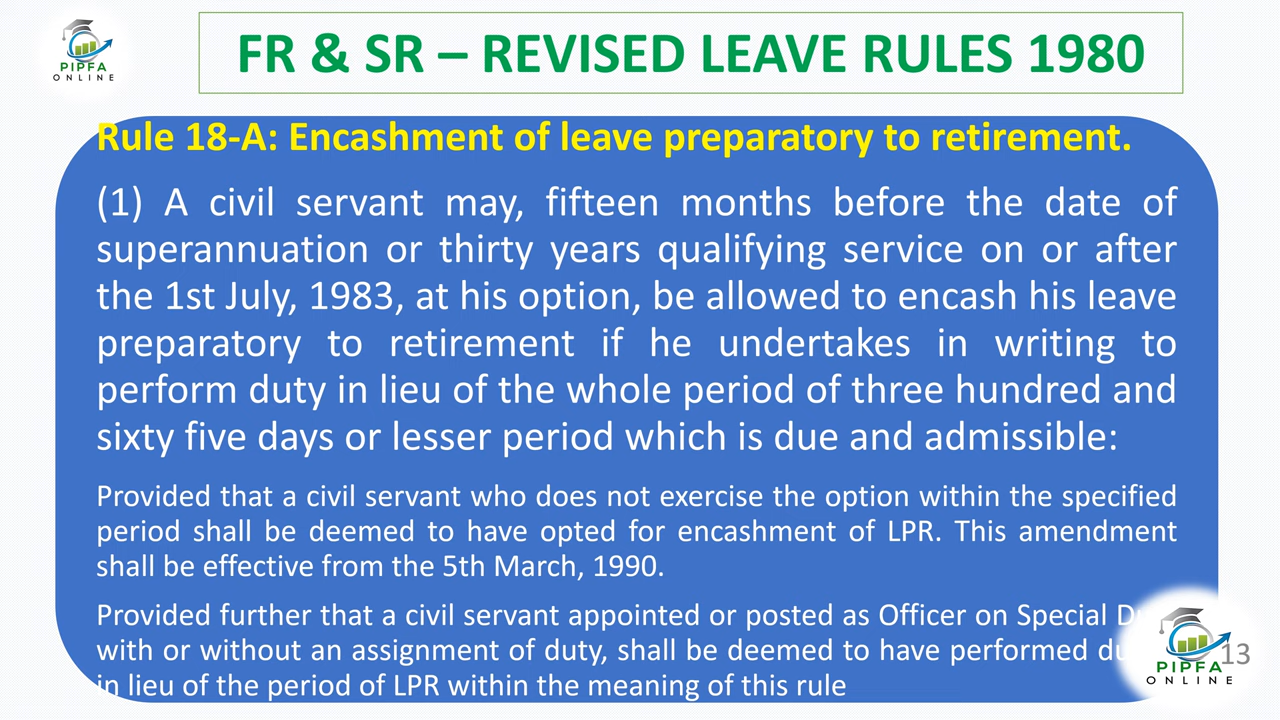 PIPFA
ONLINE
FR & SR – REVISED LEAVE RULES 1980
Rule 18-A: Encashment of leave preparatory to retirement.
(1) A civil servant may, fifteen months before the date of
superannuation or thirty years qualifying service on or after
the 1st July, 1983, at his option, be allowed to encash his leave
preparatory to retirement if he undertakes in writing to
perform duty in lieu of the whole period of three hundred and
sixty five days or lesser period which is due and admissible:
Provided that a civil servant who does not exercise the option within the specified
period shall be deemed to have opted for encashment of LPR. This amendment
shall be effective from the 5th March, 1990.
Provided further that a civil servant appointed or posted as Officer on Special
with or without an assignment of duty, shall be deemed to have performed
in lieu of the period of LPR within the meaning of this rule
PIPFA
ONLINE
13